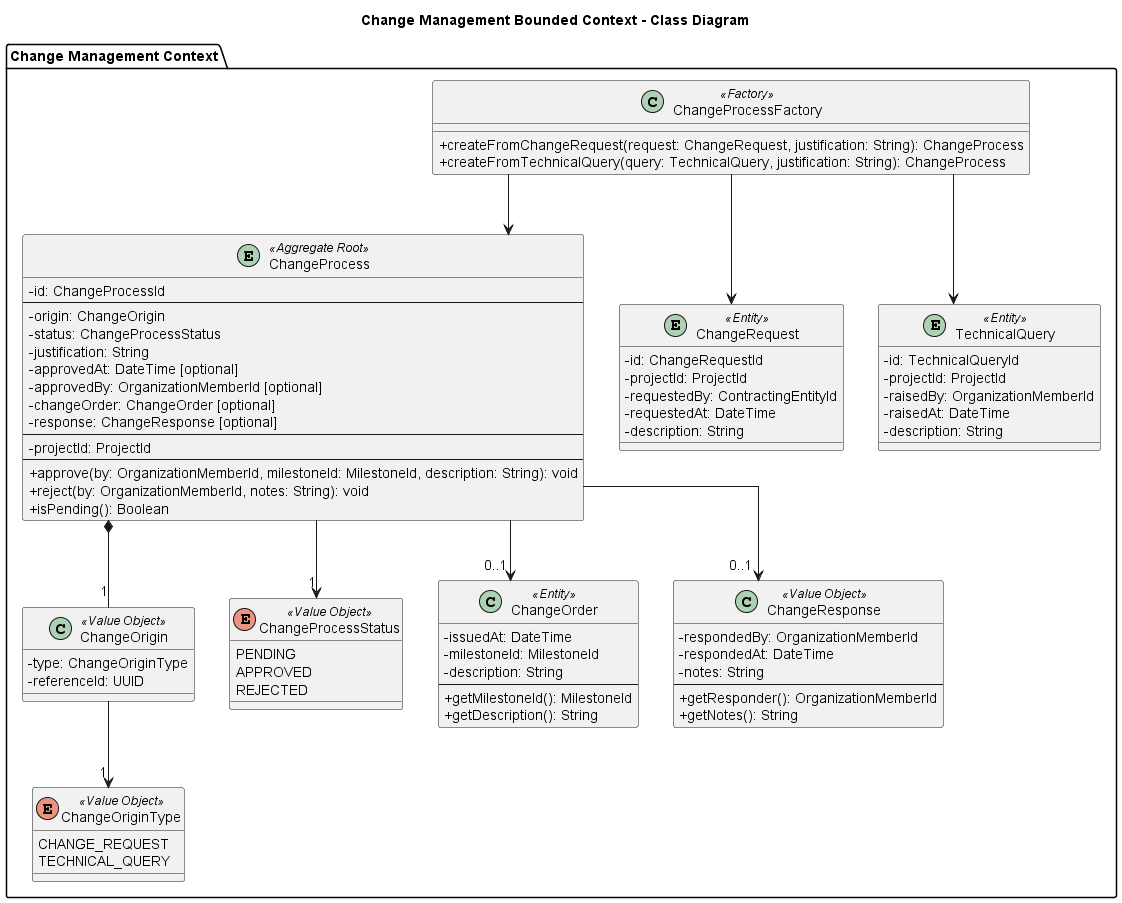 Change Management Bounded Context - Class Diagram
Change Management Context
C
«Factory»
ChangeProcessFactory
+createFromChangeRequest(request: ChangeRequest, justification: String): ChangeProcess
+createFromTechnicalQuery(query: TechnicalQuery, justification: String): ChangeProcess
E
«Aggregate Root»
ChangeProcess
-id: ChangeProcessId
-origin: ChangeOrigin
-status: ChangeProcessStatus
-justification: String
-approvedAt: DateTime [optional]
-approvedBy: OrganizationMemberId [optional]
-changeOrder: ChangeOrder [optional]
-response: ChangeResponse [optional]
-projectId: ProjectId
+approve(by: OrganizationMemberId, milestoneId: MilestoneId, description: String): void
+reject(by: OrganizationMemberId, notes: String): void
+isPending(): Boolean
E
«Entity»
ChangeRequest
-id: ChangeRequestId
-projectId: ProjectId
-requestedBy: ContractingEntityId
-requestedAt: DateTime
-description: String
E
«Entity»
TechnicalQuery
-id: TechnicalQueryId
-projectId: ProjectId
-raisedBy: OrganizationMemberId
-raisedAt: DateTime
-description: String
1
1
0..1
0..1
C
«Value Object»
ChangeOrigin
-type: ChangeOriginType
-referenceId: UUID
E
«Value Object»
ChangeProcessStatus
PENDING
APPROVED
REJECTED
C
«Entity»
ChangeOrder
-issuedAt: DateTime
-milestoneId: MilestoneId
-description: String
+getMilestoneId(): MilestoneId
+getDescription(): String
C
«Value Object»
ChangeResponse
-respondedBy: OrganizationMemberId
-respondedAt: DateTime
-notes: String
+getResponder(): OrganizationMemberId
+getNotes(): String
1
E
«Value Object»
ChangeOriginType
CHANGE_REQUEST
TECHNICAL_QUERY